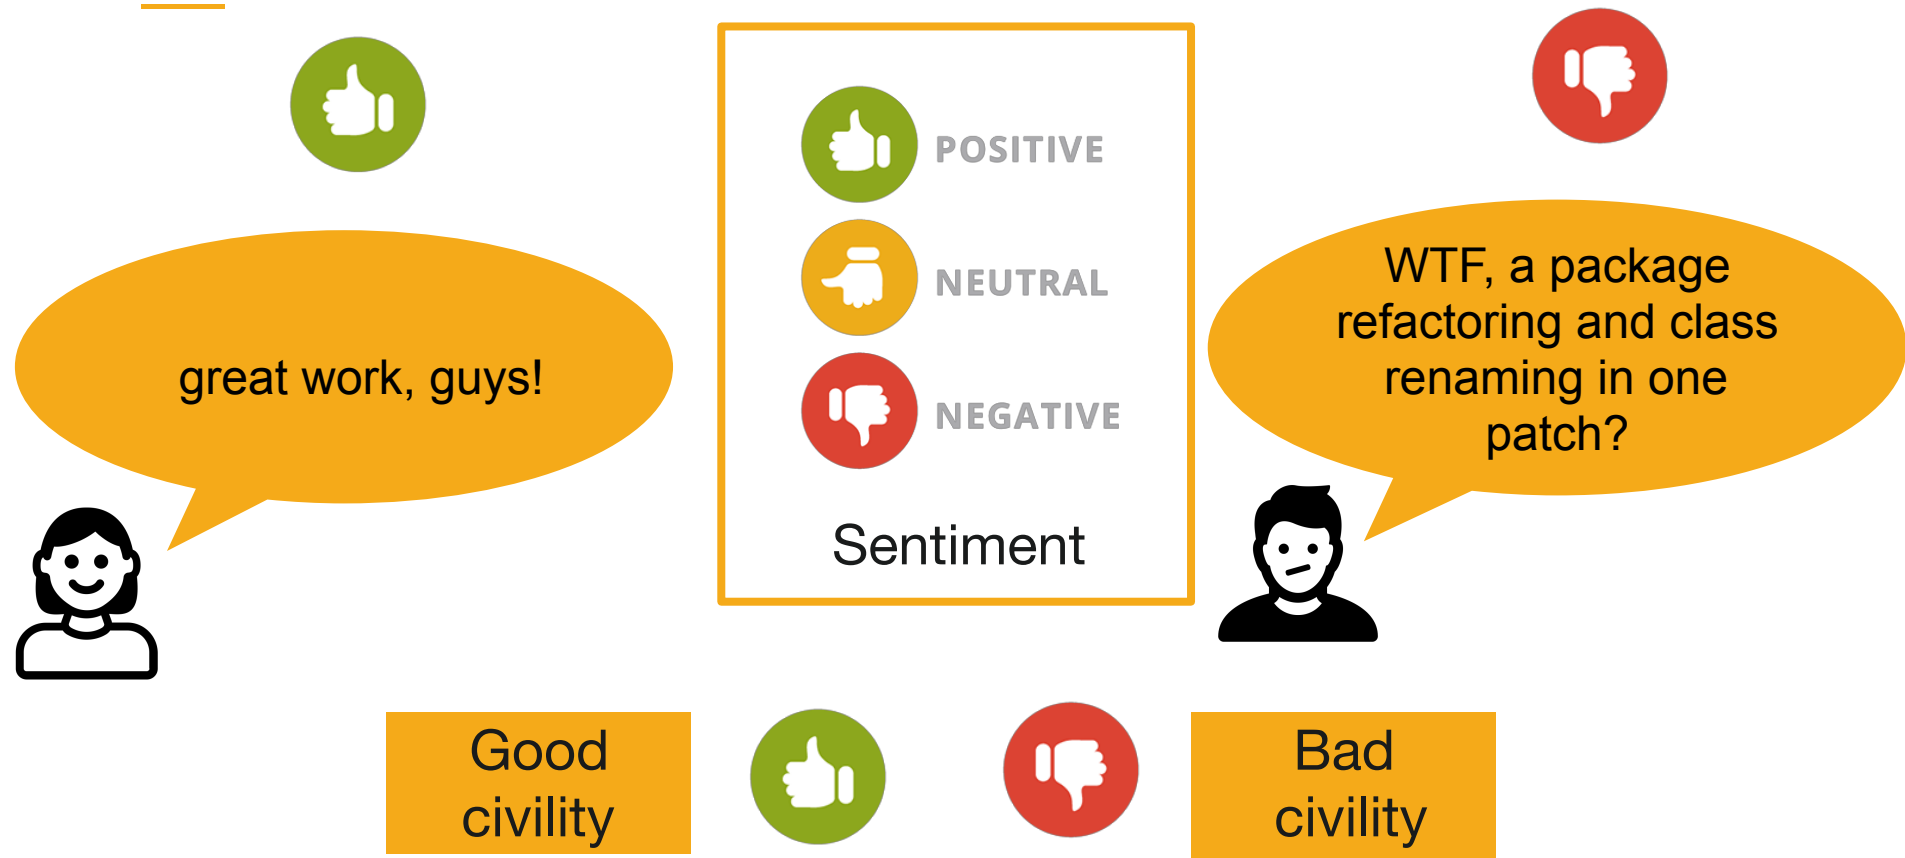 great work, guys!
POSITIVE
NEUTRAL
NEGATIVE
Sentiment
WTF, a package
refactoring and class
renaming in one
patch?
Good
civility
Bad
civility